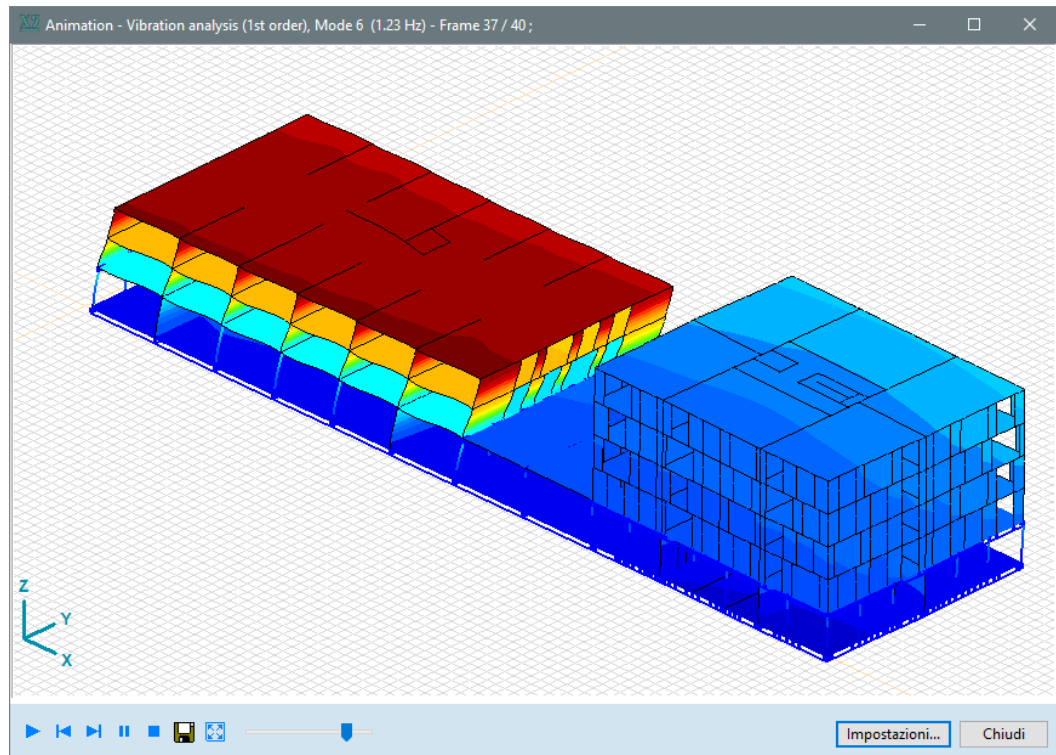 Animation - Vibration analysis (1st order), Mode 6 (1.23 Hz) - Frame 37 / 40 ;
Z
Y
X
Impostazioni...
Chiudi